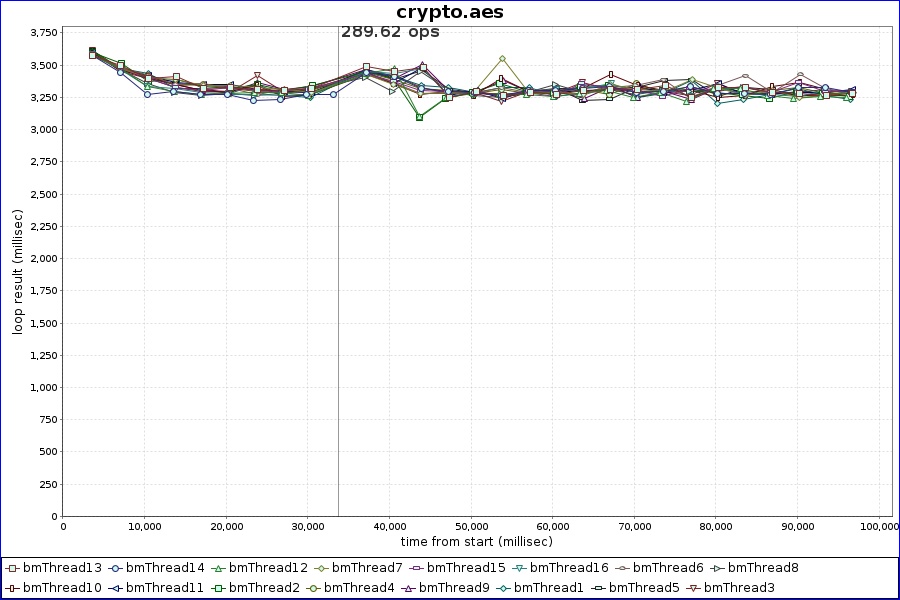 crypto.aes
289.62 ops
3,750
3,500
3,250
3,000
2,750
2,500
2,250
2,000
1,750
1,500
1,250
1,000
750
500
250
0
loop result (millisec)
0 10,000 20,000 30,000 40,000 50,000 60,000 70,000 80,000 90,000 100,000
time from start (millisec)
bmThread13 bmThread14 bmThread12 bmThread7 bmThread15 bmThread16 bmThread6 bmThread8
bmThread10 bmThread11 bmThread2 bmThread4 bmThread9 bmThread1 bmThread5 bmThread3